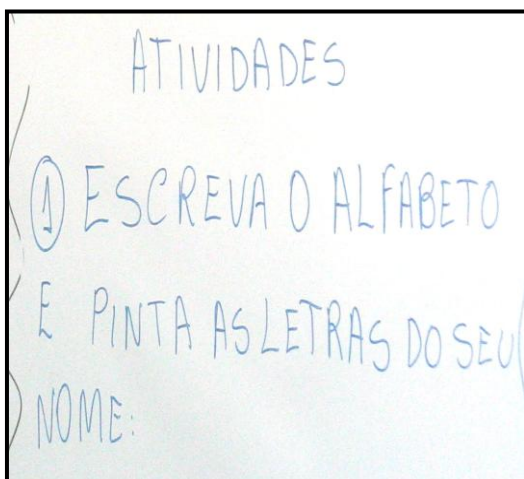 ATIVIDADES
① ESCREVA O ALFABETO
E PINTA AS LETRAS DO SEU
NOME: